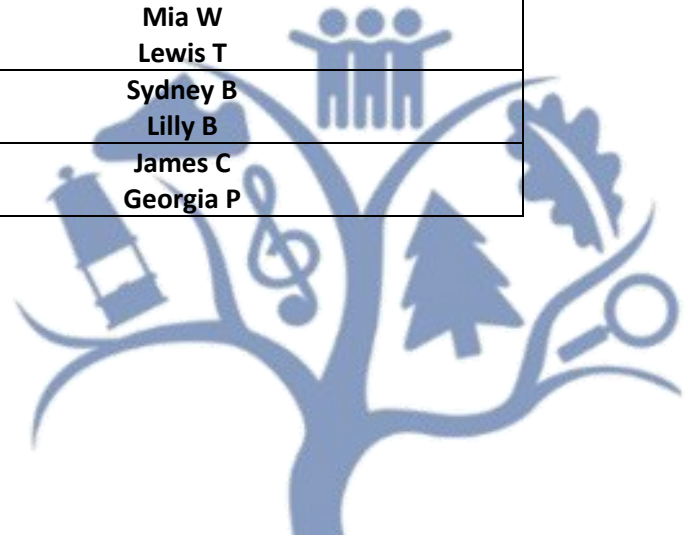 Mia W
Lewis T
Sydney B
Lilly B
James C
Georgia P